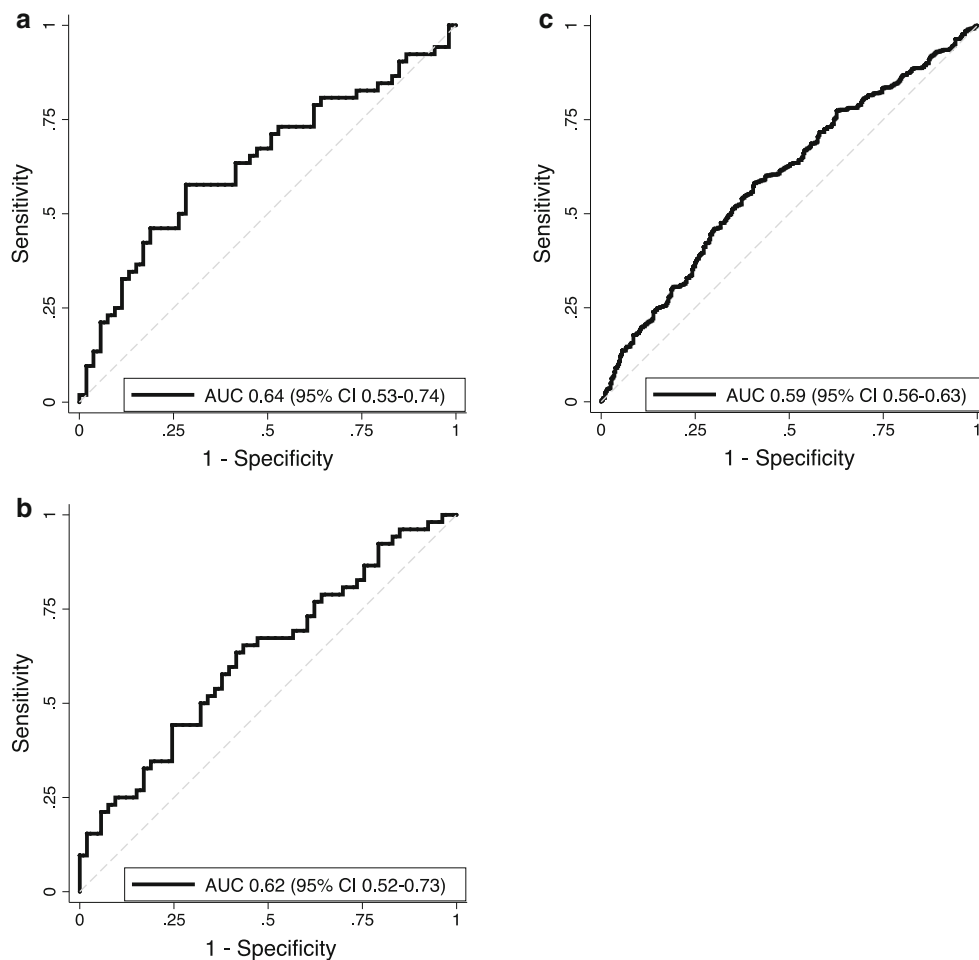 a
Sensitivity
1
.75
.5
.25
0
AUC 0.64 (95% CI 0.53-0.74)
0 .25 .5 .75 1
1 - Specificity
b
Sensitivity
1
.75
.5
.25
0
AUC 0.62 (95% CI 0.52-0.73)
0 .25 .5 .75 1
1 - Specificity
c
Sensitivity
1
.75
.5
.25
0
AUC 0.59 (95% CI 0.56-0.63)
0 .25 .5 .75 1
1 - Specificity